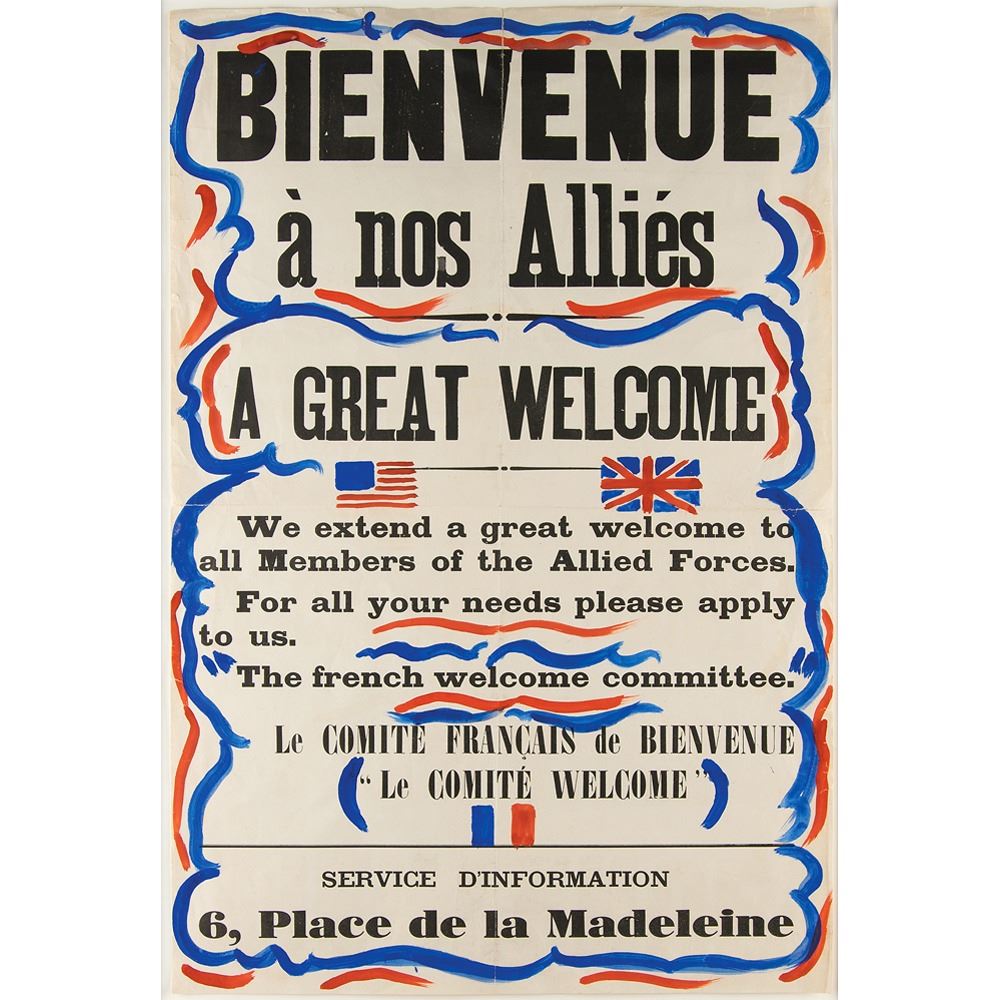 BIENVENUE
à nos Alliés
A GREAT WELCOME
We extend a great welcome to
all Members of the Allied Forces.
For all your needs please apply
to us.
The french welcome committee.
Le COMITÉ FRANÇAIS de BIENVENUE
“Le COMITÉ WELCOME”
SERVICE D'INFORMATION
6, Place de la Madeleine